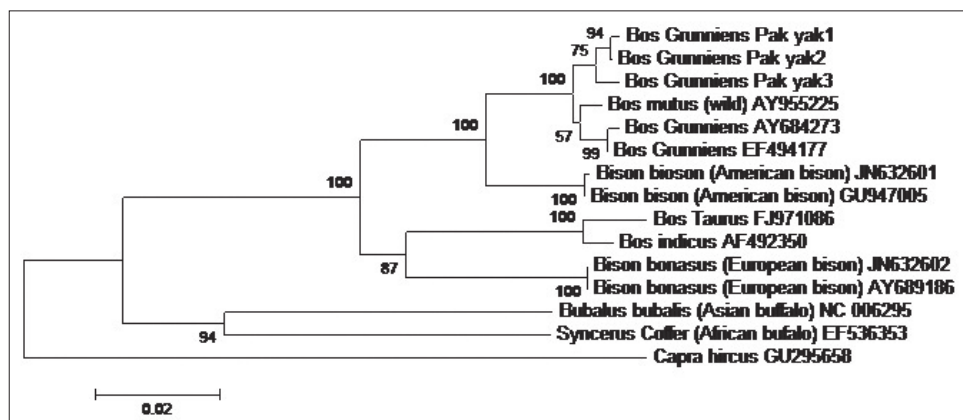 94
Bos Grunniens Pak yak1
75
Bos Grunniens Pak yak2
100
Bos Grunniens Pak yak3
Bos mutus (wild) AY955225
100
57
Bos Grunniens AY684273
99
Bos Grunniens EF494177
100
Bison bioson (American bison) JN632601
100
Bison bison (American bison) GU947005
100
Bos Taurus FJ971086
Bos indicus AF492350
87
Bison bonasus (European bison) JN632602
100
Bison bonasus (European bison) AY689186
Bubalus bubalis (Asian buffalo) NC 006295
94
Syncerus Coffer (African bufalo) EF536353
Capra hircus GU295658
0.02